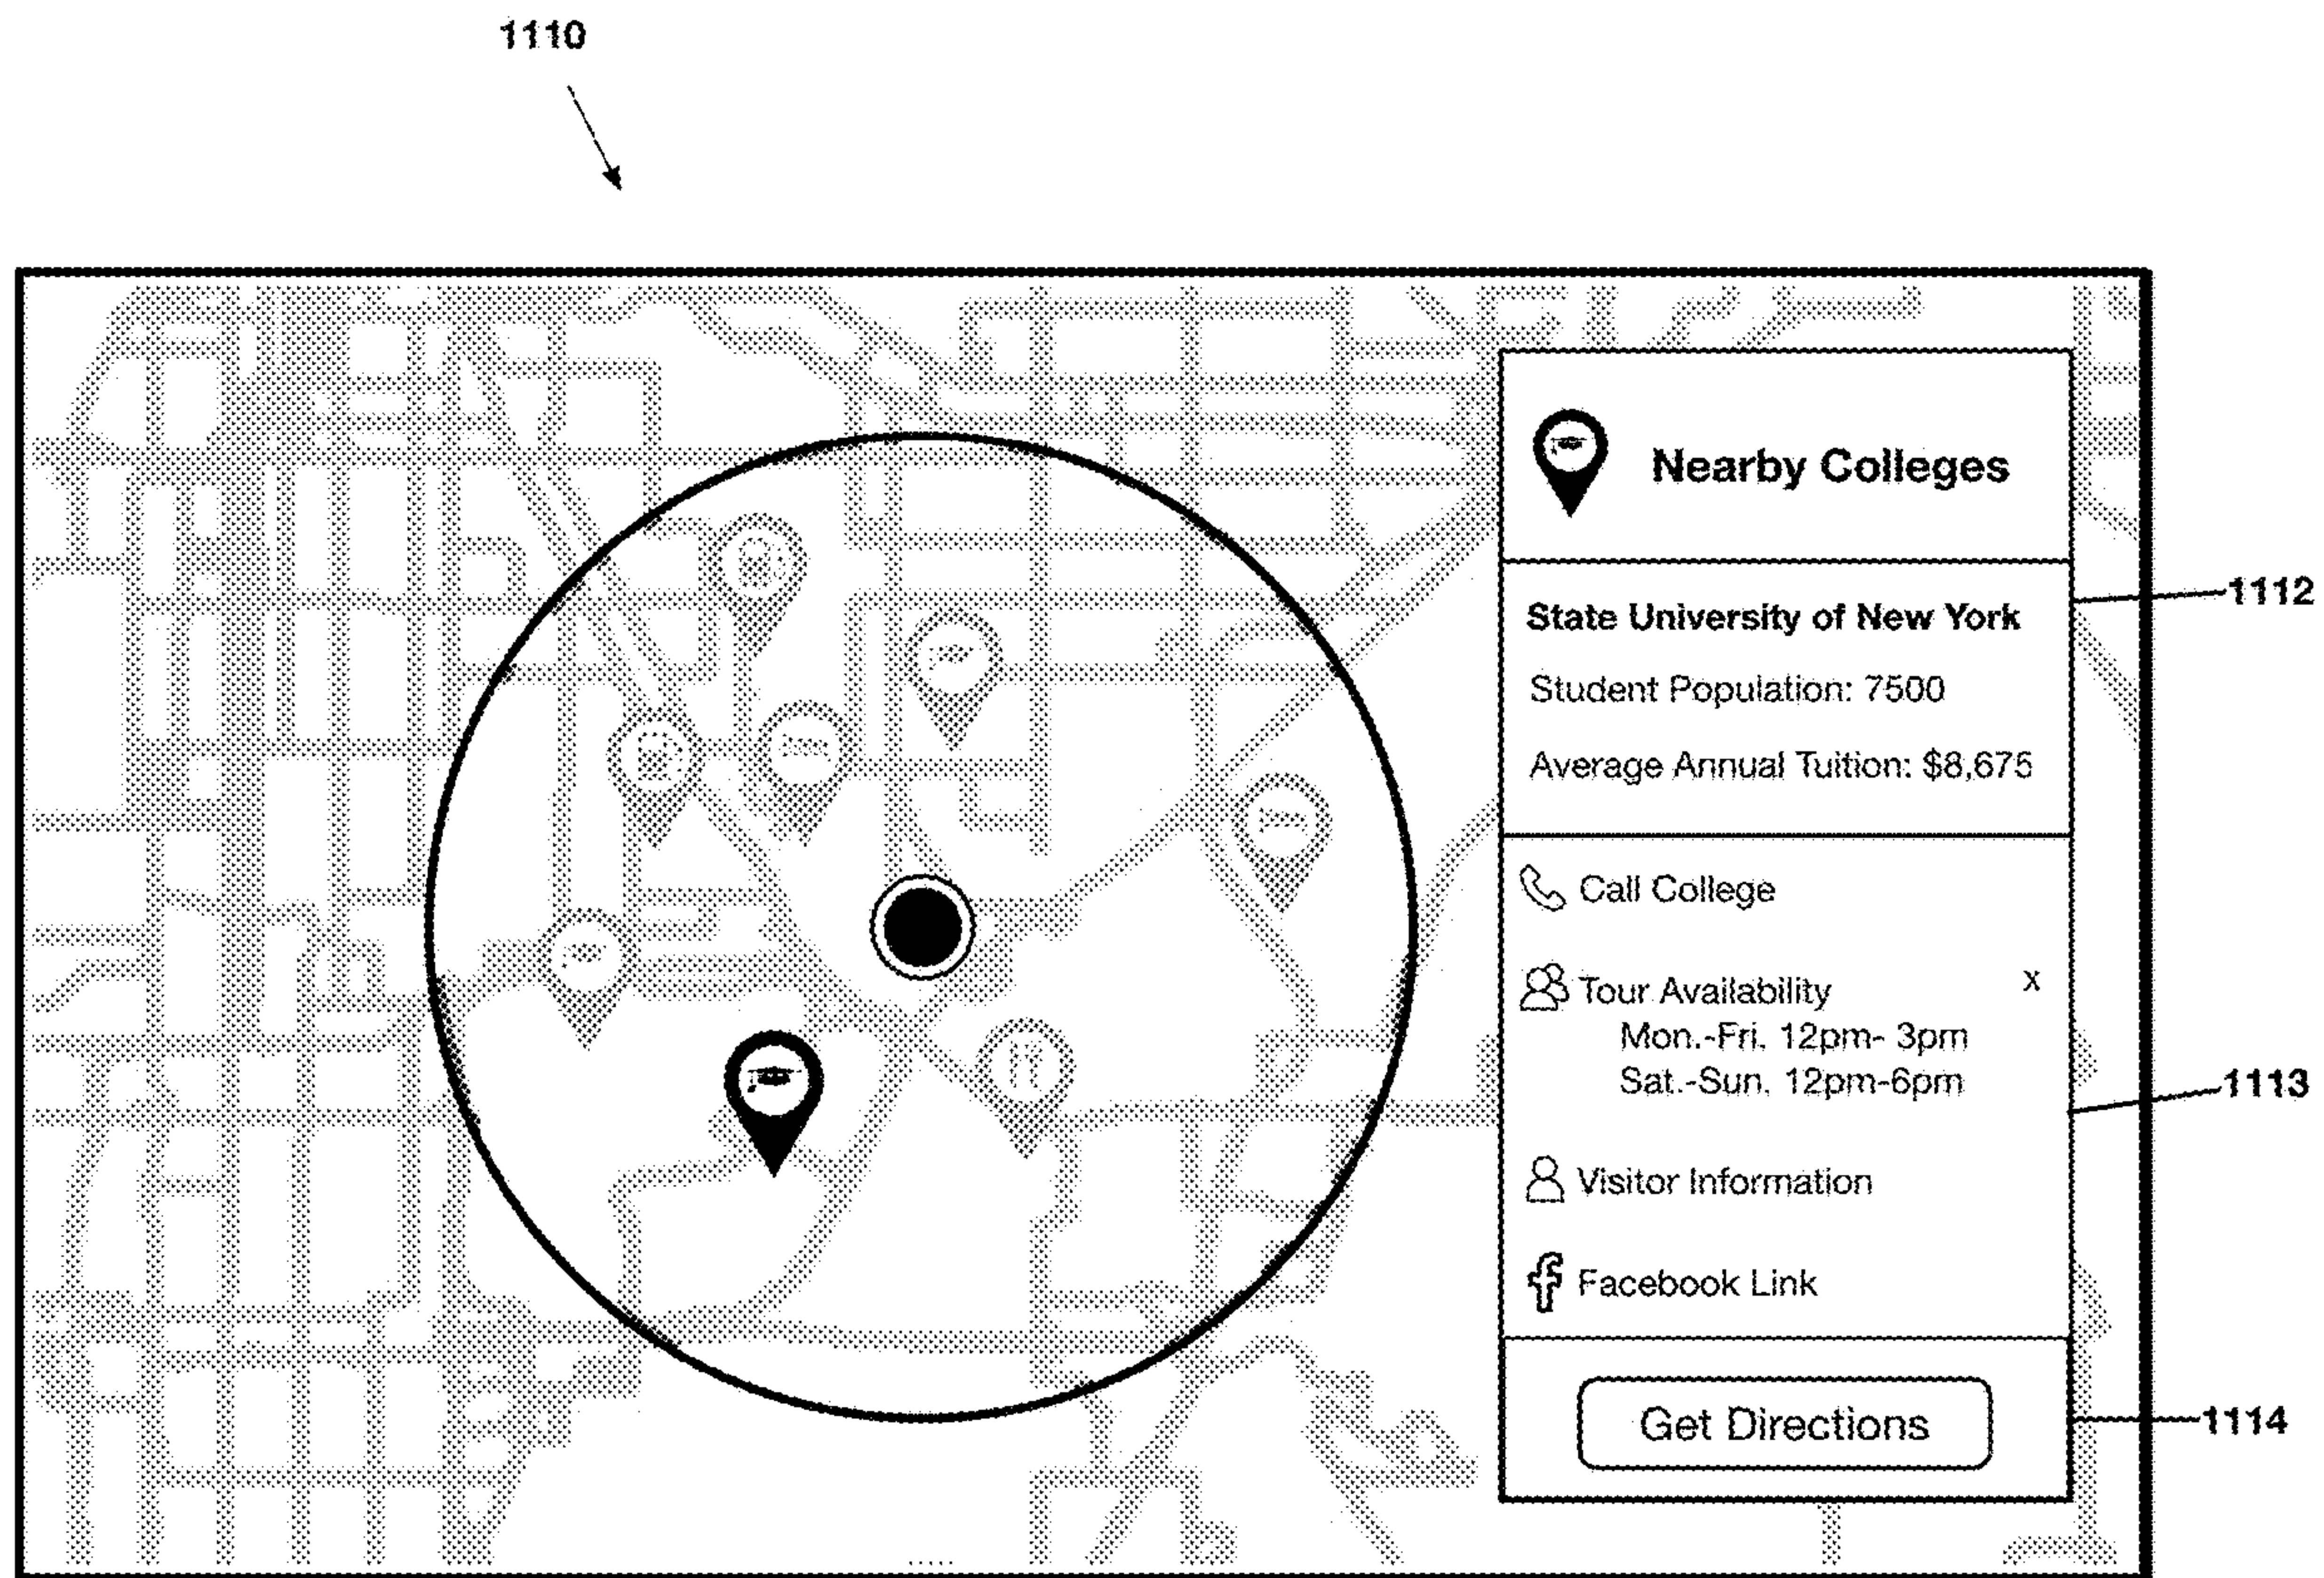 1110
Nearby Colleges
1112
State University of New York
Student Population: 7500
Average Annual Tuition: $8,675
Call College
Tour Availability x
Mon.-Fri. 12pm- 3pm
Sat.-Sun. 12pm-6pm
1113
Visitor Information
Facebook Link
Get Directions
1114